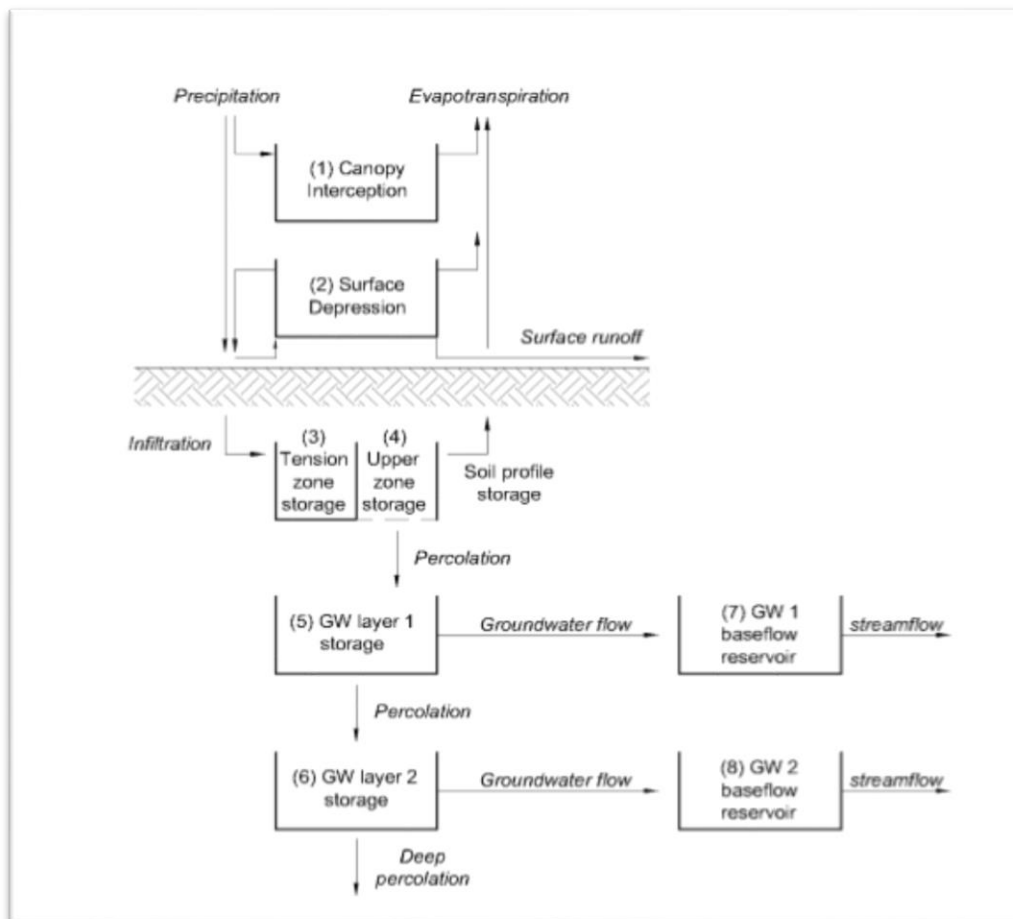 Precipitation
Evapotranspiration
(1) Canopy
Interception
(2) Surface
Depression
Surface runoff
Infiltration
(3)
Tension
zone
storage
(4)
Upper
zone
storage
Soil profile
storage
Percolation
(5) GW layer 1
storage
Groundwater flow
(7) GW 1
baseflow
reservoir
streamflow
Percolation
(6) GW layer 2
storage
Groundwater flow
(8) GW 2
baseflow
reservoir
streamflow
Deep
percolation